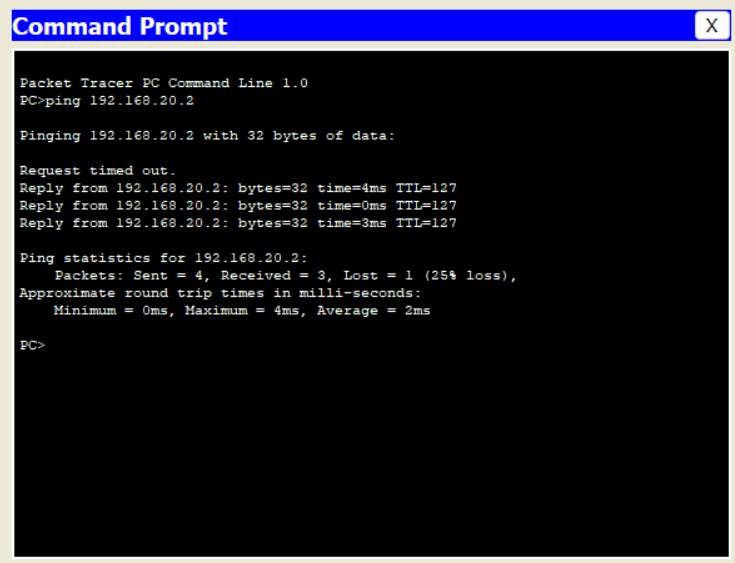 Command Prompt
X
Packet Tracer PC Command Line 1.0
PC>ping 192.168.20.2
Pinging 192.168.20.2 with 32 bytes of data:
Request timed out.
Reply from 192.168.20.2: bytes=32 time=4ms TTL=127
Reply from 192.168.20.2: bytes=32 time=0ms TTL=127
Reply from 192.168.20.2: bytes=32 time=3ms TTL=127
Ping statistics for 192.168.20.2:
Packets: Sent = 4, Received = 3, Lost = 1 (25% loss),
Approximate round trip times in milli-seconds:
Minimum = 0ms, Maximum = 4ms, Average = 2ms
PC>